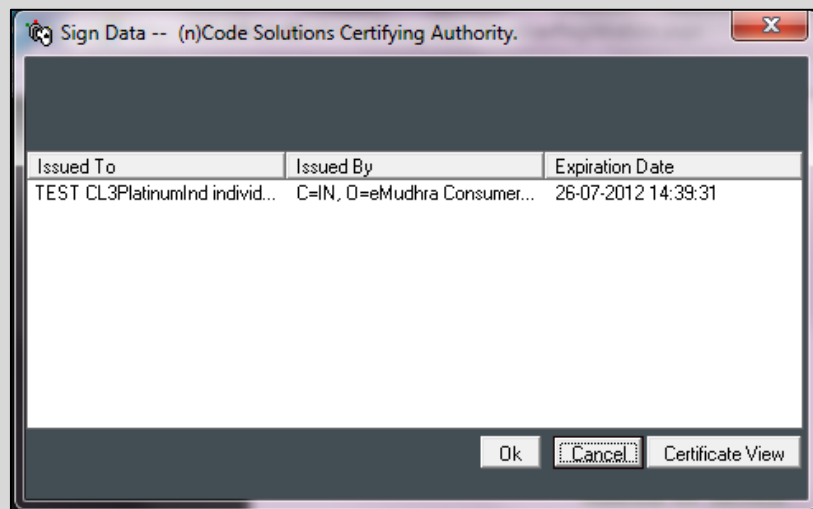 Sign Data -- (n)Code Solutions Certifying Authority.
Issued To Issued By Expiration Date
TEST CL3PlatinumInd individ... C=IN, O=eMudhra Consumer... 26-07-2012 14:39:31
Ok Cancel Certificate View